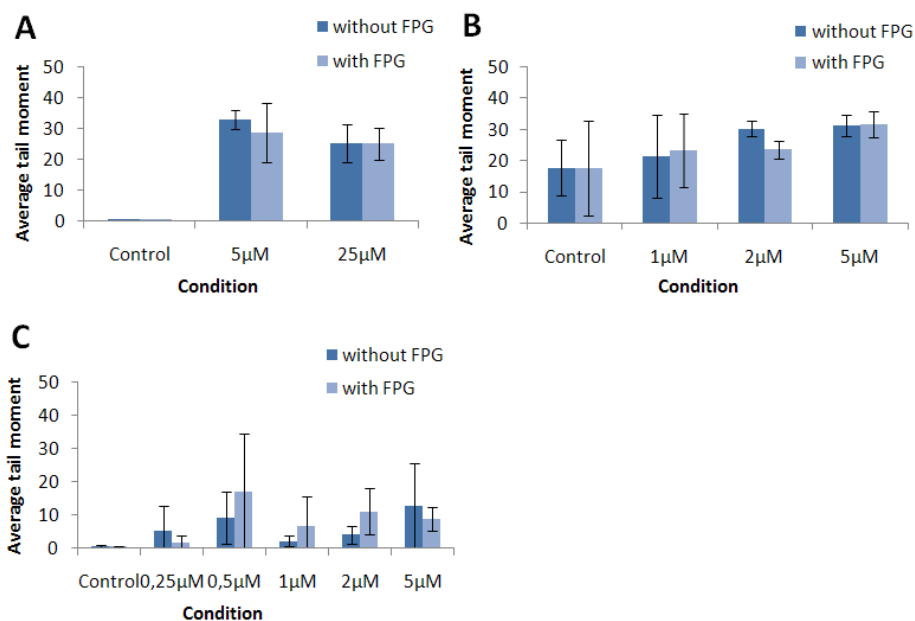 A
without FPG
with FPG
Average tail moment
50
40
30
20
10
0
Control 5µM 25µM
Condition
B
without FPG
with FPG
Average tail moment
50
40
30
20
10
0
Control 1µM 2µM 5µM
Condition
C
without FPG
with FPG
Average tail moment
50
40
30
20
10
0
Control 0,25µM 0,5µM 1µM 2µM 5µM
Condition